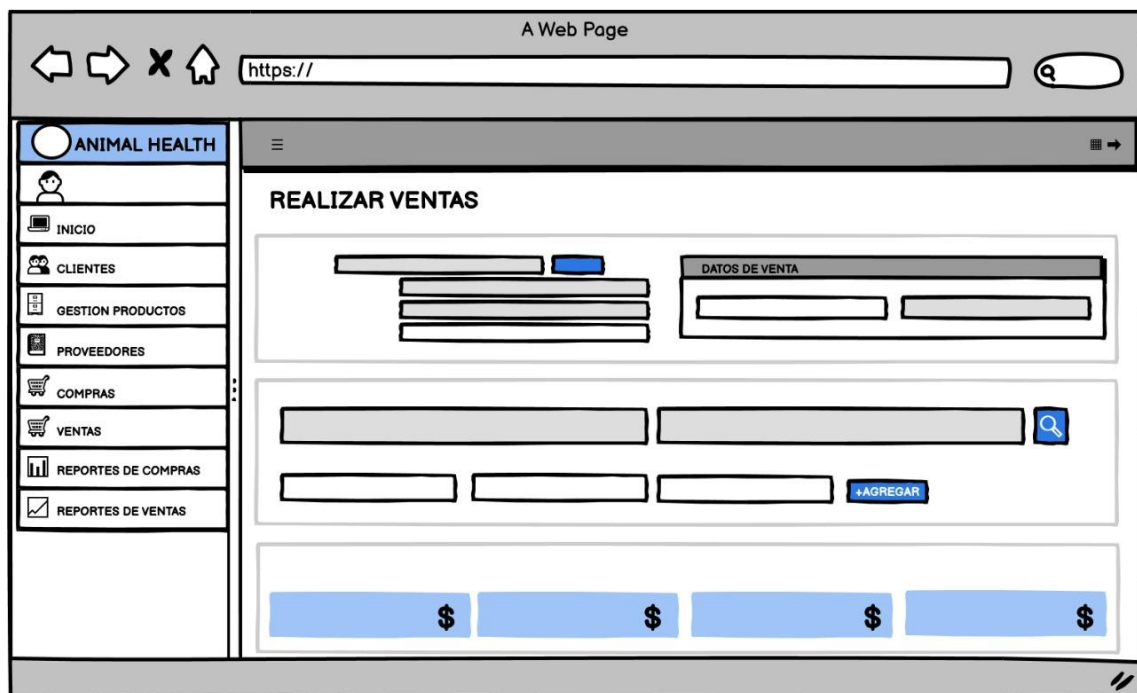 A Web Page
https://
ANIMAL HEALTH
INICIO
CLIENTES
GESTION PRODUCTOS
PROVEEDORES
COMPRAS
VENTAS
REPORTES DE COMPRAS
REPORTES DE VENTAS
REALIZAR VENTAS
DATOS DE VENTA
+AGREGAR
$ $ $ $